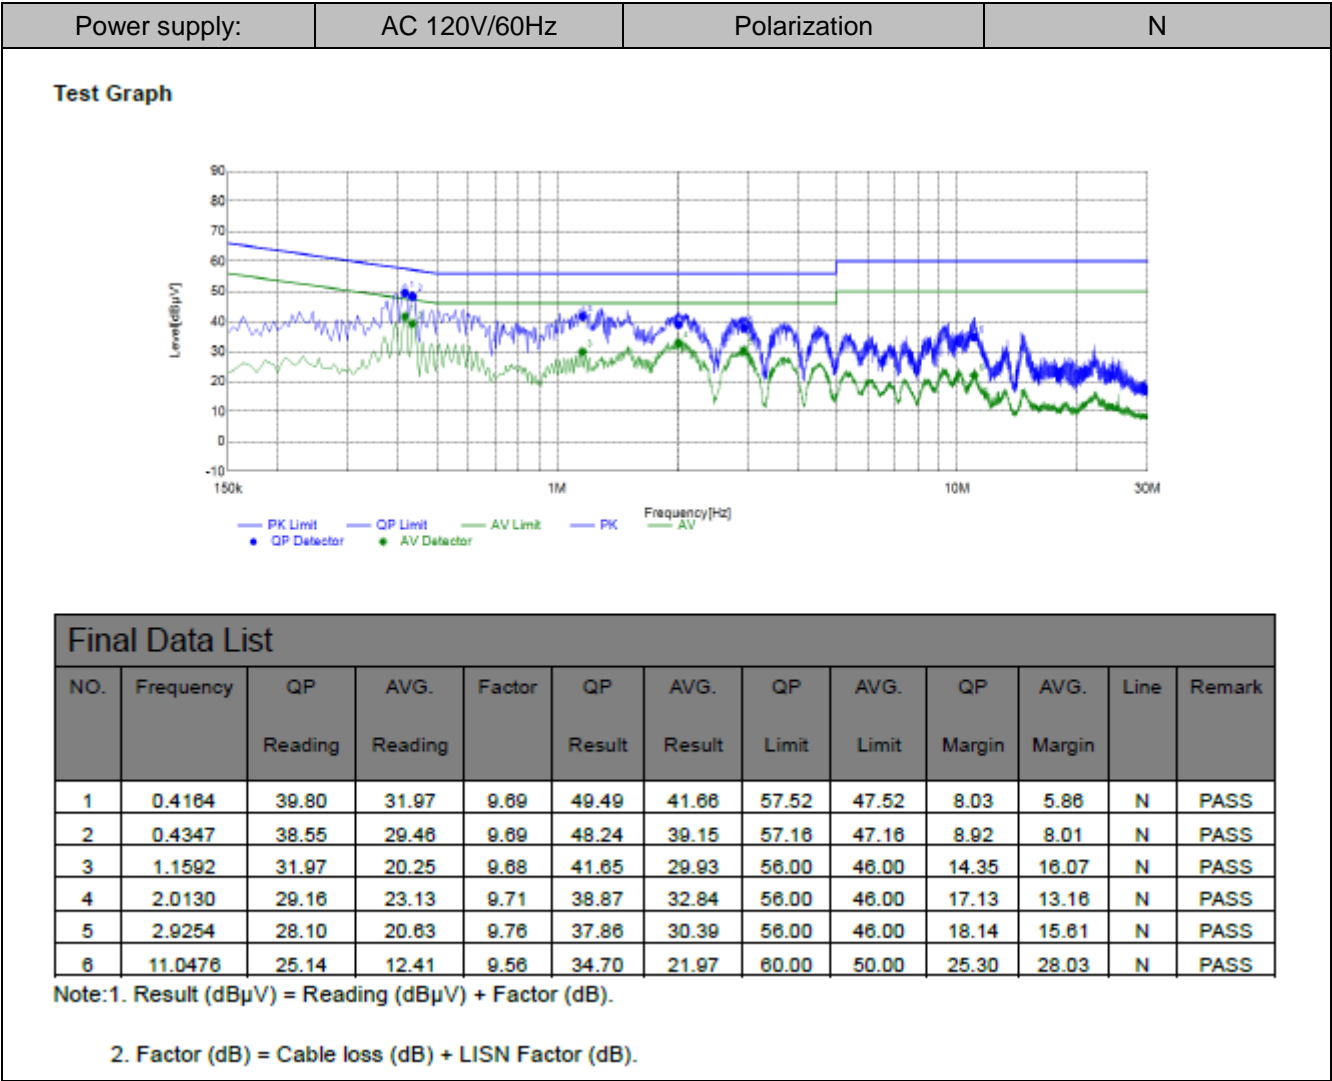 Power supply: AC 120V/60Hz Polarization N
Test Graph
90
80
70
60
50
40
30
20
10
0
-10
Level[dBµV]
150k 1M 10M 30M
Frequency[Hz]
PK Limit QP Limit AV Limit PK AV
QP Detector AV Detector
Final Data List
NO. Frequency QP Reading AVG. Reading Factor QP Result AVG. Result QP Limit AVG. Limit QP Margin AVG. Margin Line Remark
1 0.4164 39.80 31.97 9.69 49.49 41.66 57.52 47.52 8.03 5.86 N PASS
2 0.4347 38.55 29.46 9.69 48.24 39.15 57.16 47.16 8.92 8.01 N PASS
3 1.1592 31.97 20.25 9.68 41.65 29.93 56.00 46.00 14.35 16.07 N PASS
4 2.0130 29.16 23.13 9.71 38.87 32.84 56.00 46.00 17.13 13.16 N PASS
5 2.9254 28.10 20.63 9.76 37.86 30.39 56.00 46.00 18.14 15.61 N PASS
6 11.0476 25.14 12.41 9.56 34.70 21.97 60.00 50.00 25.30 28.03 N PASS
Note:1. Result (dBµV) = Reading (dBµV) + Factor (dB).
2. Factor (dB) = Cable loss (dB) + LISN Factor (dB).